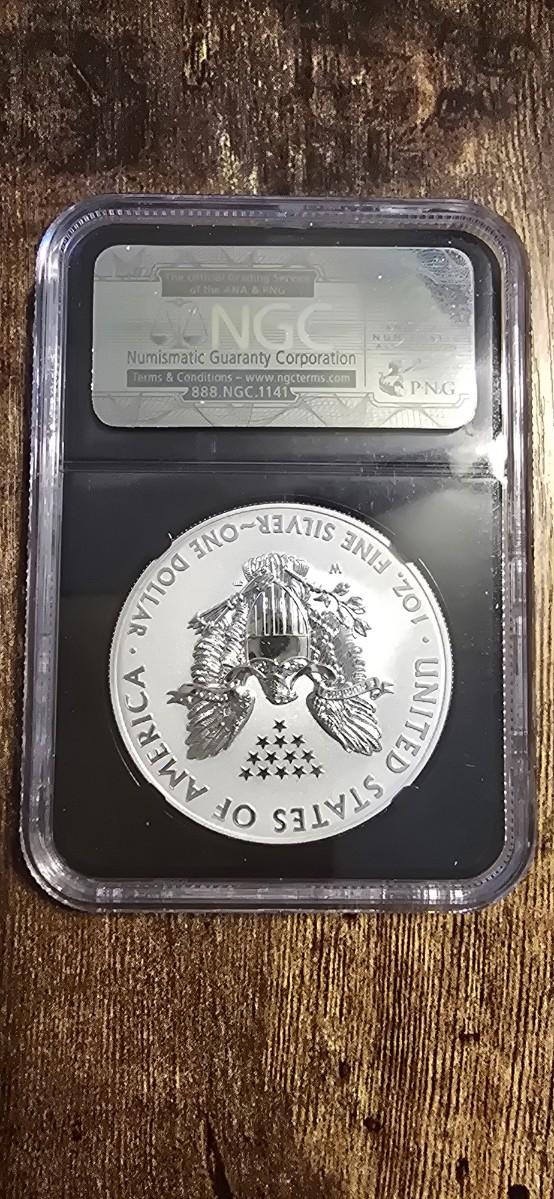 The Official Grading Service
of the ANA & PNG
NGC
Numismatic Guaranty Corporation
Terms & Conditions – www.ngcterms.com
888.NGC.1141
PNG
UNITED STATES OF AMERICA
1 OZ. FINE SILVER~ONE DOLLAR
W